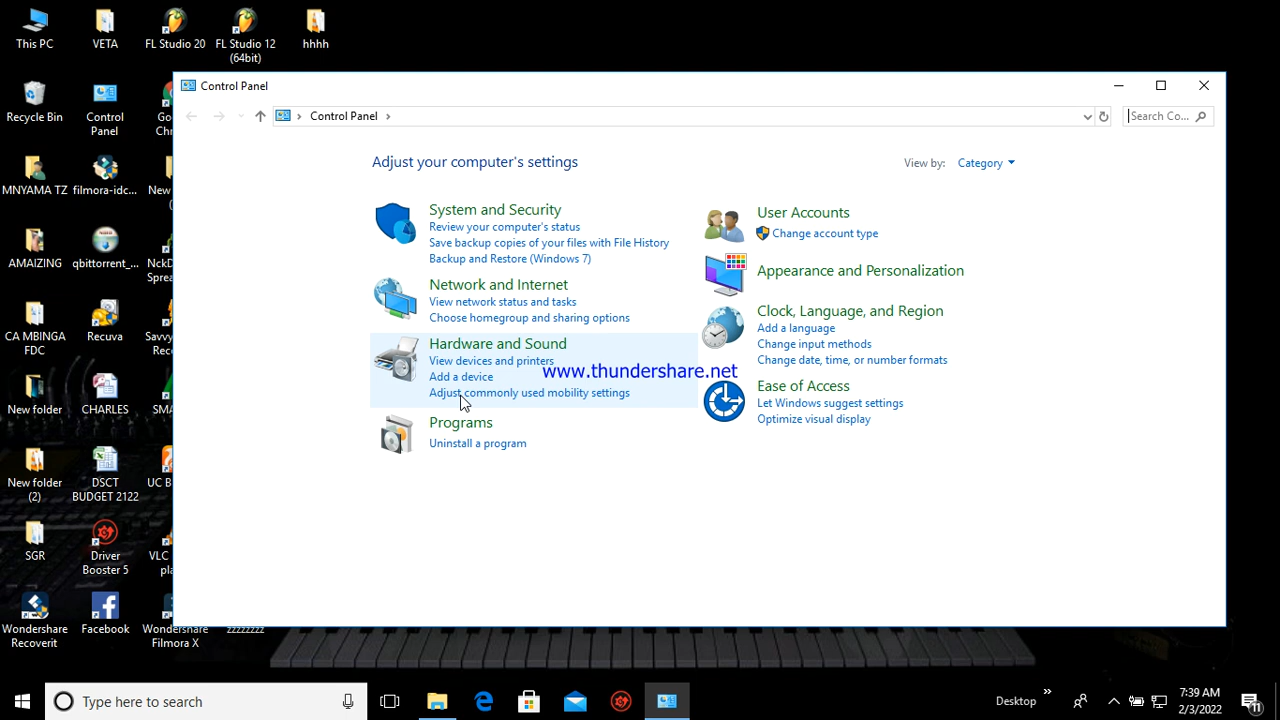 This PC
VETA
FL Studio 20
FL Studio 12
(64bit)
hhhh
Recycle Bin
Control
Panel
MNYAMA TZ
filmora-idc...
New
AMAIZING
qbittorrent_...
NckD
Sprea
CA MBINGA
FDC
Recuva
Savvy
Reco
New folder
CHARLES
SMA
New folder
(2)
DSCT
BUDGET 2122
UC B
SGR
Driver
Booster 5
VLC
pla
Wondershare
Recoverit
Facebook
Wondershare
Filmora X
zzzzzzzz
Control Panel
Control Panel
Search Co...
Adjust your computer's settings
View by: Category
System and Security
Review your computer's status
Save backup copies of your files with File History
Backup and Restore (Windows 7)
Network and Internet
View network status and tasks
Choose homegroup and sharing options
Hardware and Sound
View devices and printers
Add a device
Adjust commonly used mobility settings
Programs
Uninstall a program
User Accounts
Change account type
Appearance and Personalization
Clock, Language, and Region
Add a language
Change input methods
Change date, time, or number formats
Ease of Access
Let Windows suggest settings
Optimize visual display
www.thundershare.net
Type here to search
Desktop
7:39 AM
2/3/2022
11